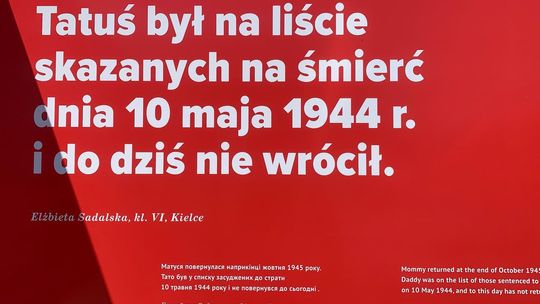 Tatuś był na liście
skazanych na śmierć
dnia 10 maja 1944 r.
i do dziś nie wrócił.
Elżbieta Sadalska, kl. VI, Kielce
Матуся повернулася наприкінці жовтня 1945 року.
Тато був у списку засуджених до страти
10 травня 1944 року і не повернувся до сьогодні .
Mommy returned at the end of October 1945
Daddy was on the list of those sentenced to
on 10 May 1944, and to this day has not retu